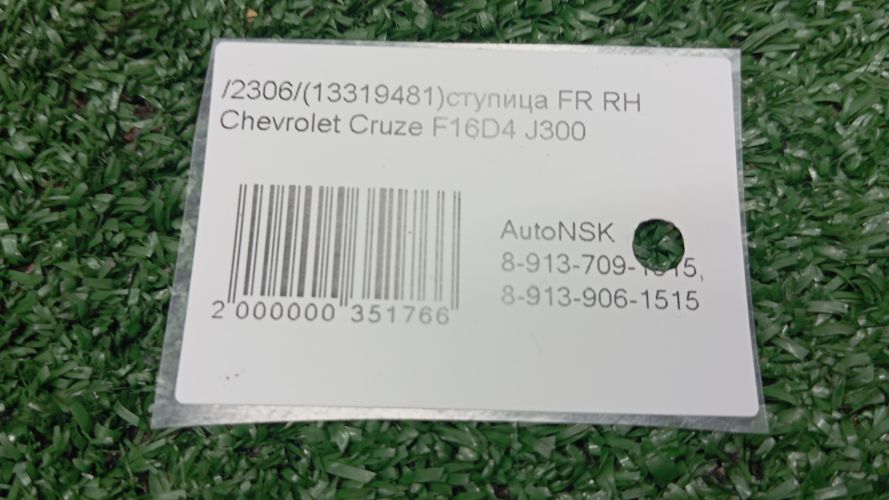 /2306/(13319481)ступица FR RH
Chevrolet Cruze F16D4 J300
AutoNSK
8-913-906-1515
2 000000 351766